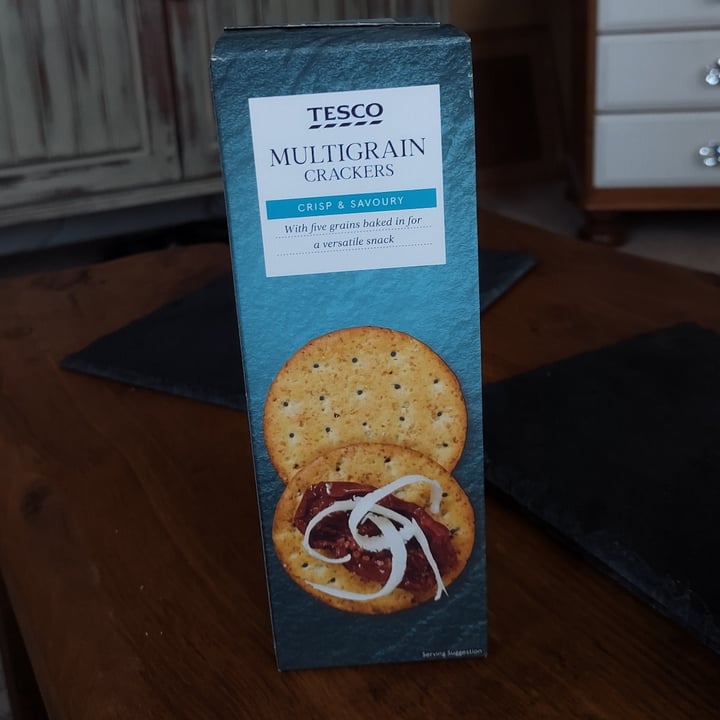 TESCO
MULTIGRAIN
CRACKERS
CRISP & SAVOURY
With five grains baked in for
a versatile snack
Serving Suggestion